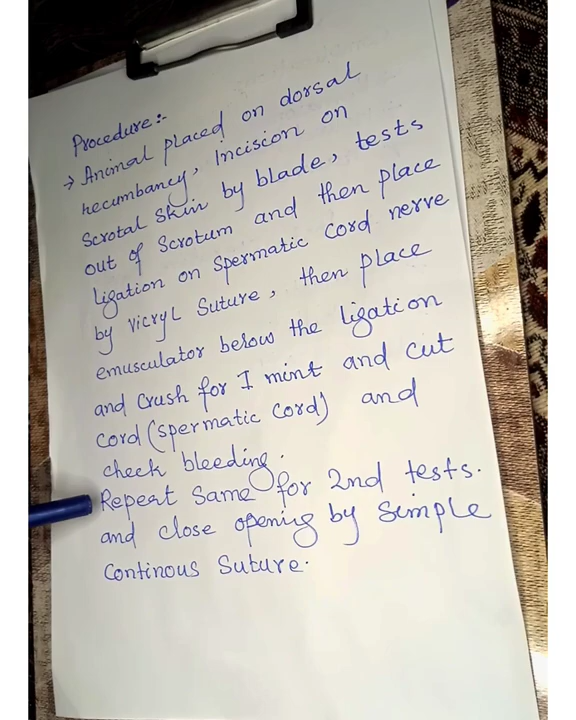 Procedure:-
→ Animal placed on dorsal
recumbancy, Incision on
Scrotal Skin by blade, tests
out of Scrotum and then place
ligation on Spermatic Cord nerve
by vicryl Suture, then place
emusculator below the ligation
and crush for 1 mint and cut
cord (spermatic cord) and
check bleeding.
Repeat Same for 2nd tests.
and close opening by Simple
Continous Suture.